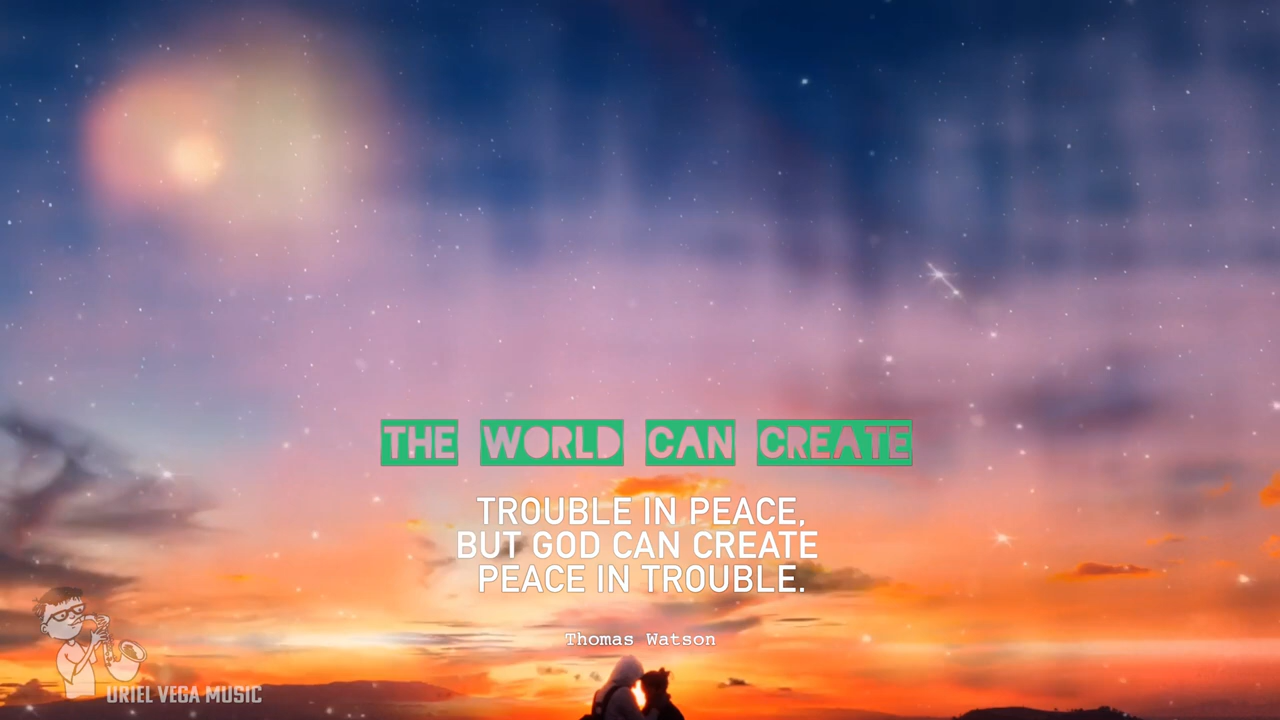 THE WORLD CAN CREATE
TROUBLE IN PEACE,
BUT GOD CAN CREATE
PEACE IN TROUBLE.
Thomas Watson
URIEL VEGA MUSIC